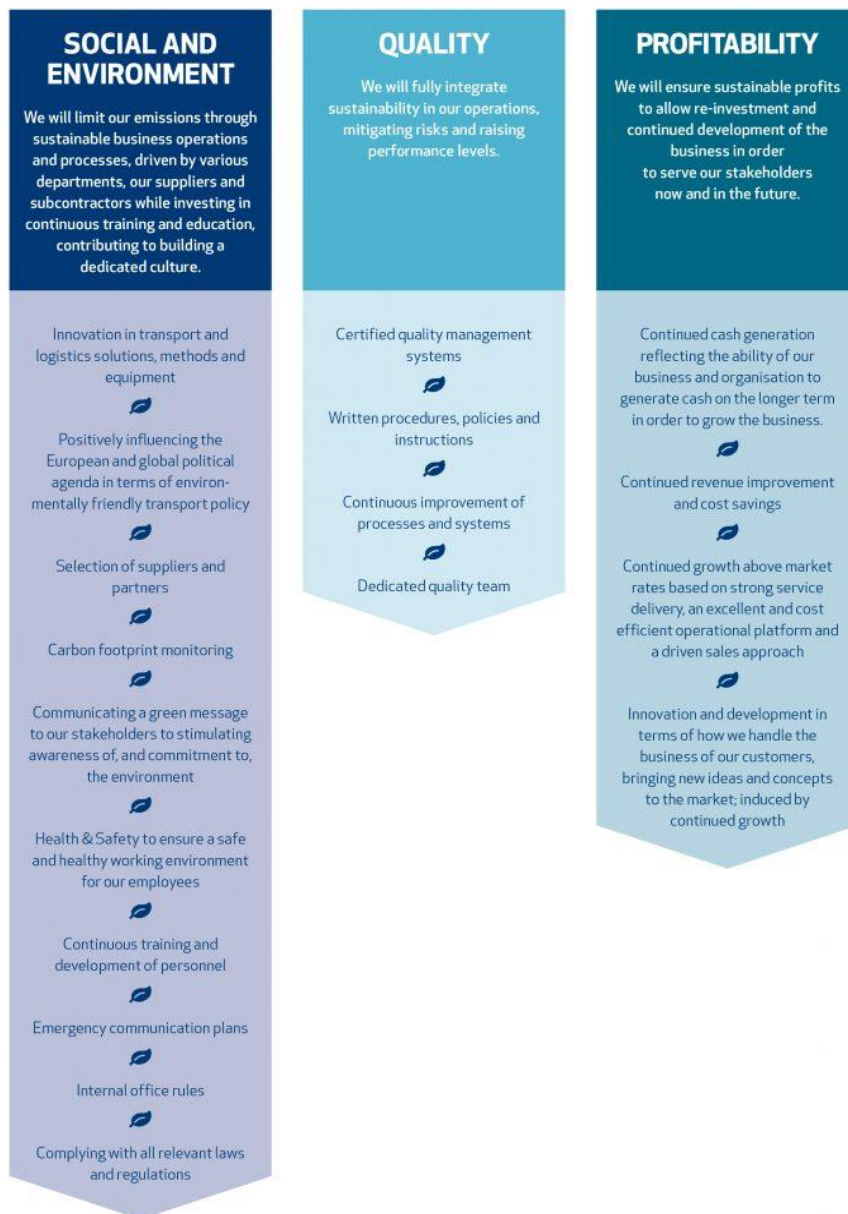 SOCIAL AND
ENVIRONMENT
We will limit our emissions through
sustainable business operations
and processes, driven by various
departments, our suppliers and
subcontractors while investing in
continuous training and education,
contributing to building a
dedicated culture.
Innovation in transport and
logistics solutions, methods and
equipment
Positively influencing the
European and global political
agenda in terms of environ-
mentally friendly transport policy
Selection of suppliers and
partners
Carbon footprint monitoring
Communicating a green message
to our stakeholders to stimulating
awareness of, and commitment to,
the environment
Health & Safety to ensure a safe
and healthy working environment
for our employees
Continuous training and
development of personnel
Emergency communication plans
Internal office rules
Complying with all relevant laws
and regulations
QUALITY
We will fully integrate
sustainability in our operations,
mitigating risks and raising
performance levels.
Certified quality management
systems
Written procedures, policies and
instructions
Continuous improvement of
processes and systems
Dedicated quality team
PROFITABILITY
We will ensure sustainable profits
to allow re-investment and
continued development of the
business in order
to serve our stakeholders
now and in the future.
Continued cash generation
reflecting the ability of our
business and organisation to
generate cash on the longer term
in order to grow the business.
Continued revenue improvement
and cost savings
Continued growth above market
rates based on strong service
delivery, an excellent and cost
efficient operational platform and
a driven sales approach
Innovation and development in
terms of how we handle the
business of our customers,
bringing new ideas and concepts
to the market; induced by
continued growth